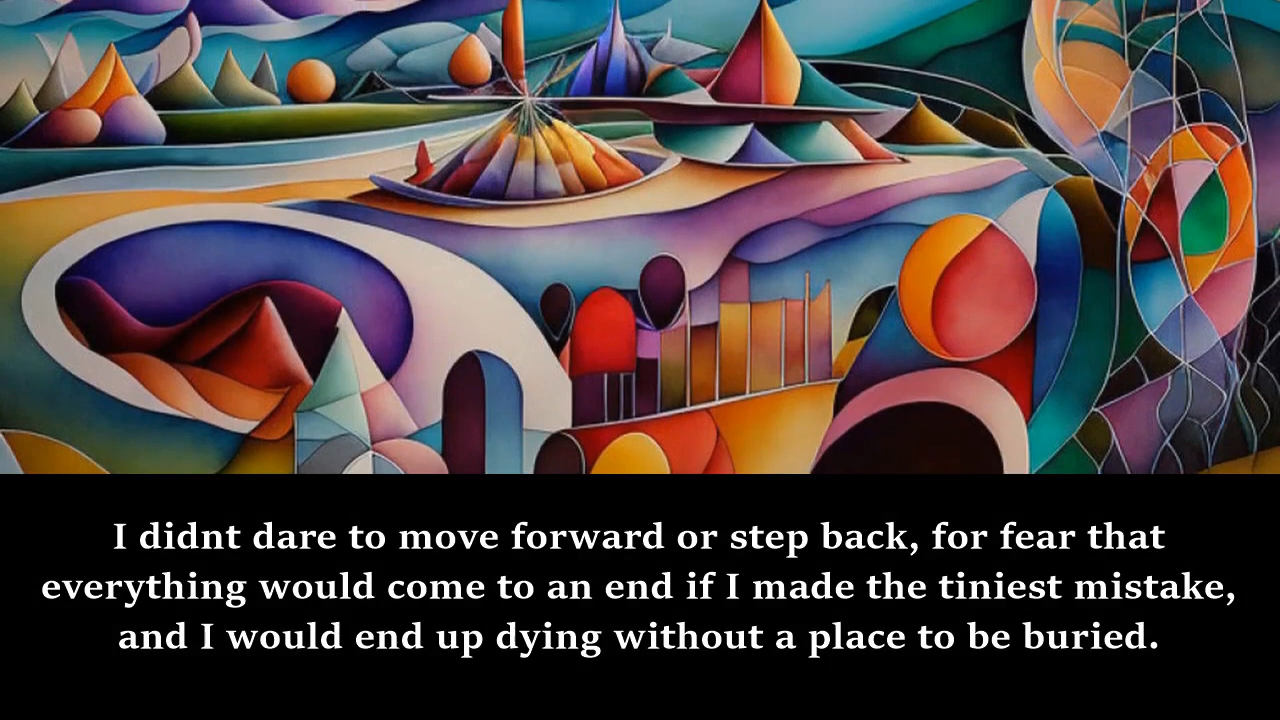 I didnt dare to move forward or step back, for fear that
everything would come to an end if I made the tiniest mistake,
and I would end up dying without a place to be buried.